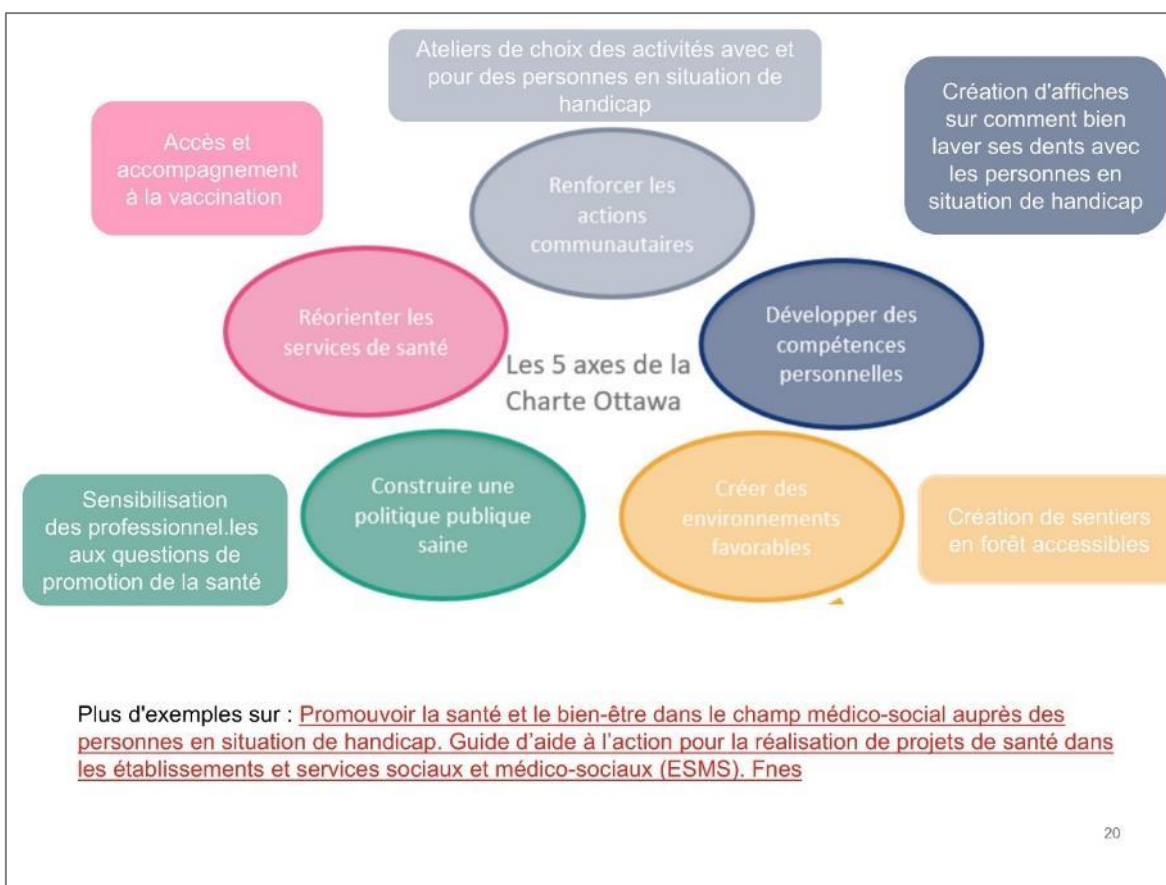 Ateliers de choix des activités avec et
pour des personnes en situation de
handicap
Accès et
accompagnement
à la vaccination
Création d'affiches
sur comment bien
laver ses dents avec
les personnes en
situation de handicap
Renforcer les
actions
communautaires
Réorienter les
services de santé
Développer des
compétences
personnelles
Les 5 axes de la
Charte Ottawa
Sensibilisation
des professionnel.les
aux questions de
promotion de la santé
Construire une
politique publique
saine
Créer des
environnements
favorables
Création de sentiers
en forêt accessibles
Plus d'exemples sur : Promouvoir la santé et le bien-être dans le champ médico-social auprès des
personnes en situation de handicap. Guide d'aide à l'action pour la réalisation de projets de santé dans
les établissements et services sociaux et médico-sociaux (ESMS). Fnes
20